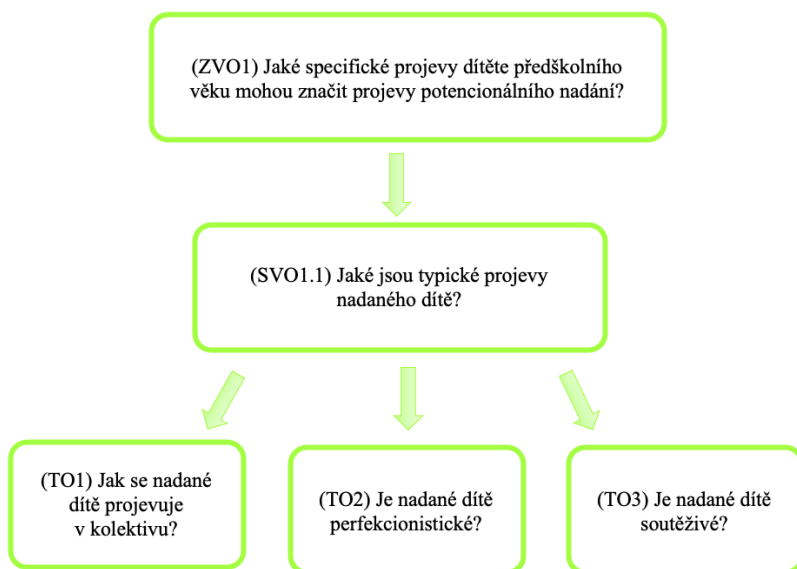 (ZVO1) Jaké specifické projevy dítěte předškolního
věku mohou značit projevy potencionálního nadání?
(SVO1.1) Jaké jsou typické projevy
nadaného dítě?
(TO1) Jak se nadané
dítě projevuje
v kolektivu?
(TO2) Je nadané dítě
perfekcionistické?
(TO3) Je nadané dítě
soutěživé?